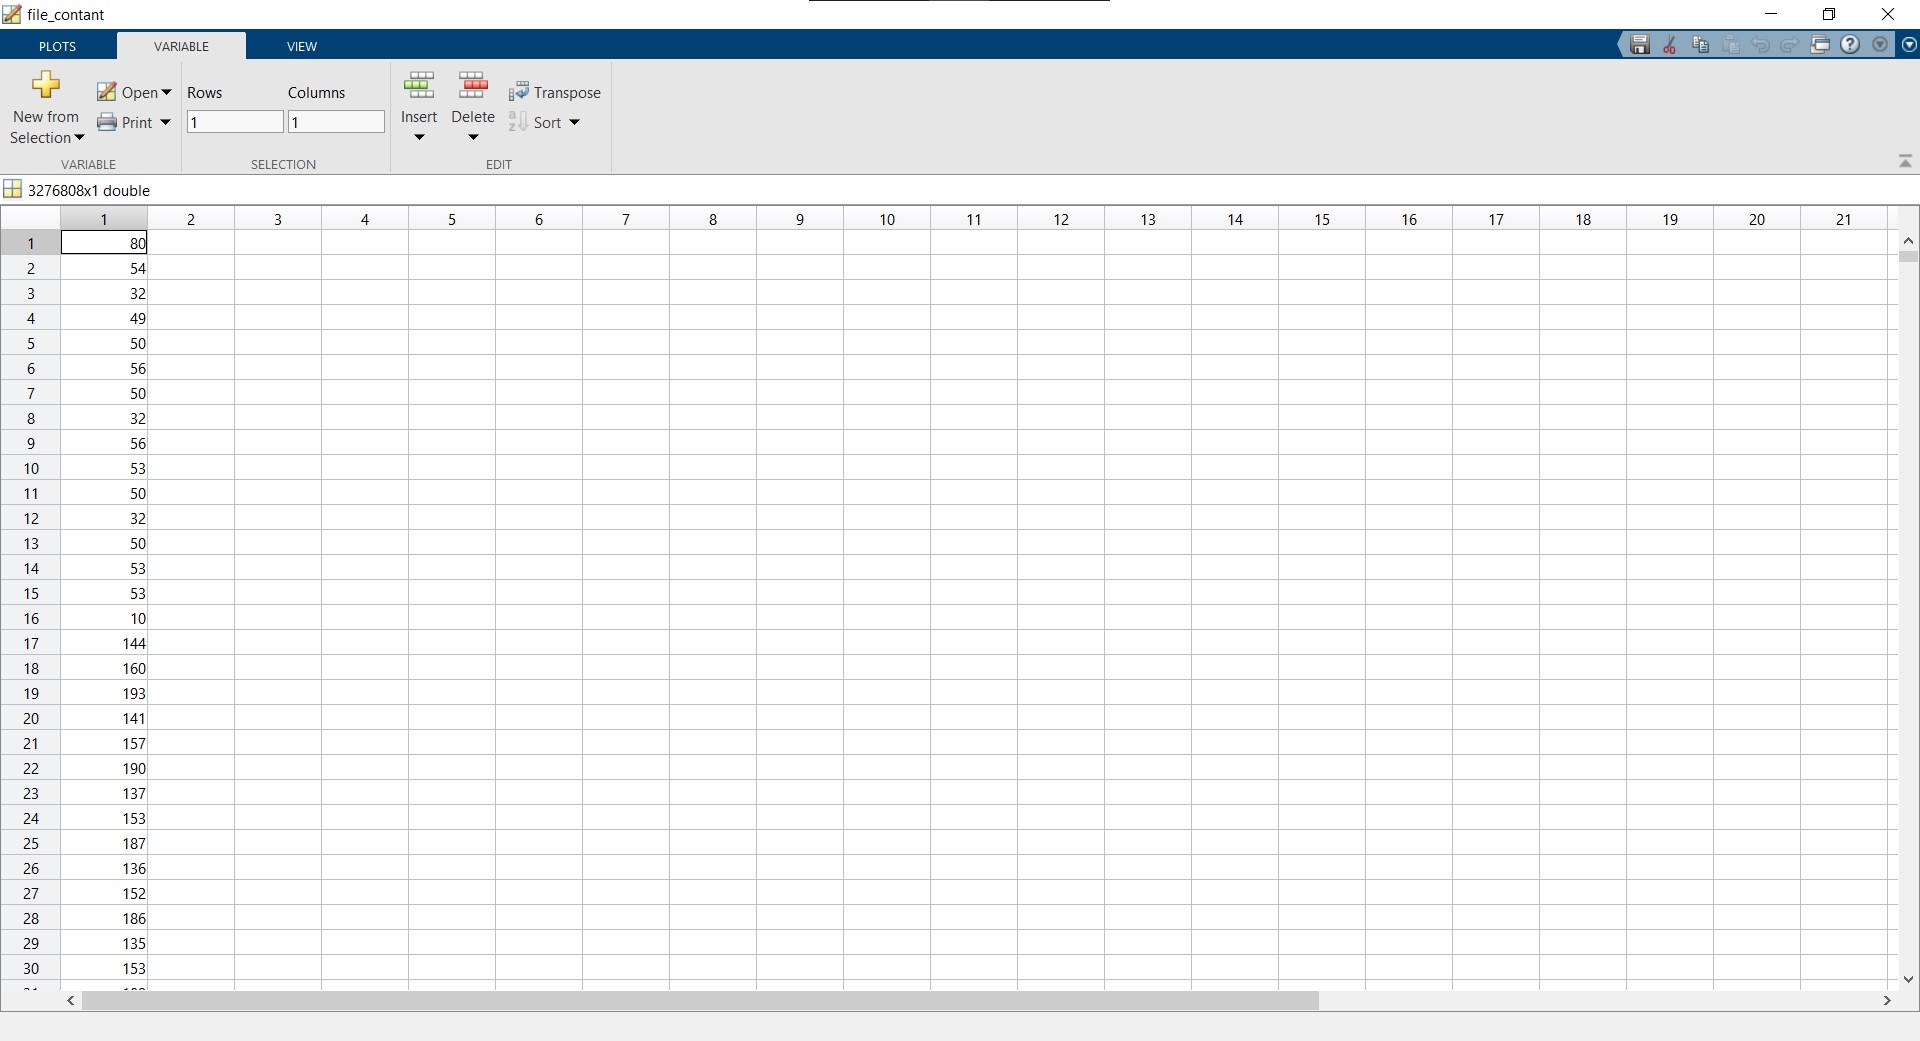 file_contant
PLOTS VARIABLE VIEW
New from Selection
Open
Print
Rows Columns
1 1
Insert
Delete
Transpose
Sort
VARIABLE SELECTION EDIT
3276808x1 double
1 2 3 4 5 6 7 8 9 10 11 12 13 14 15 16 17 18 19 20 21
1 80
2 54
3 32
4 49
5 50
6 56
7 50
8 32
9 56
10 53
11 50
12 32
13 50
14 53
15 53
16 10
17 144
18 160
19 193
20 141
21 157
22 190
23 137
24 153
25 187
26 136
27 152
28 186
29 135
30 153